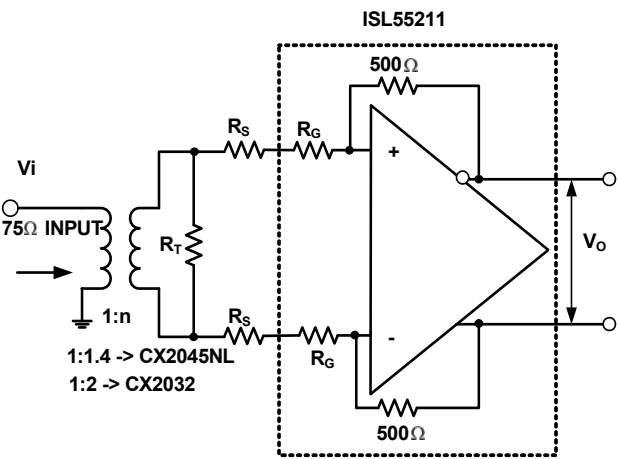 ISL55211
500Ω
R_S
R_G
Vi
+
75Ω INPUT
R_T
V_O
1:n
R_S
-
R_G
1:1.4 -> CX2045NL
1:2 -> CX2032
500Ω